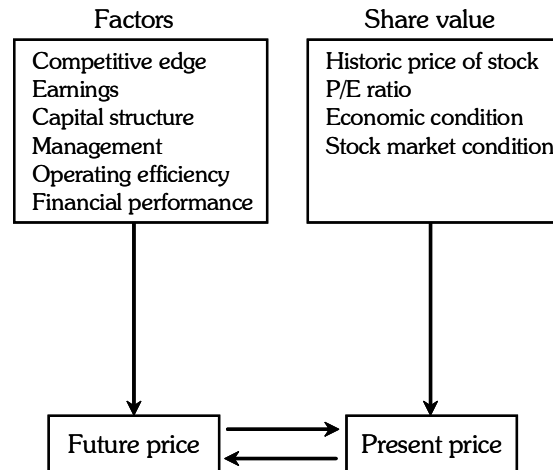 Factors
Competitive edge
Earnings
Capital structure
Management
Operating efficiency
Financial performance
Share value
Historic price of stock
P/E ratio
Economic condition
Stock market condition
Future price
Present price